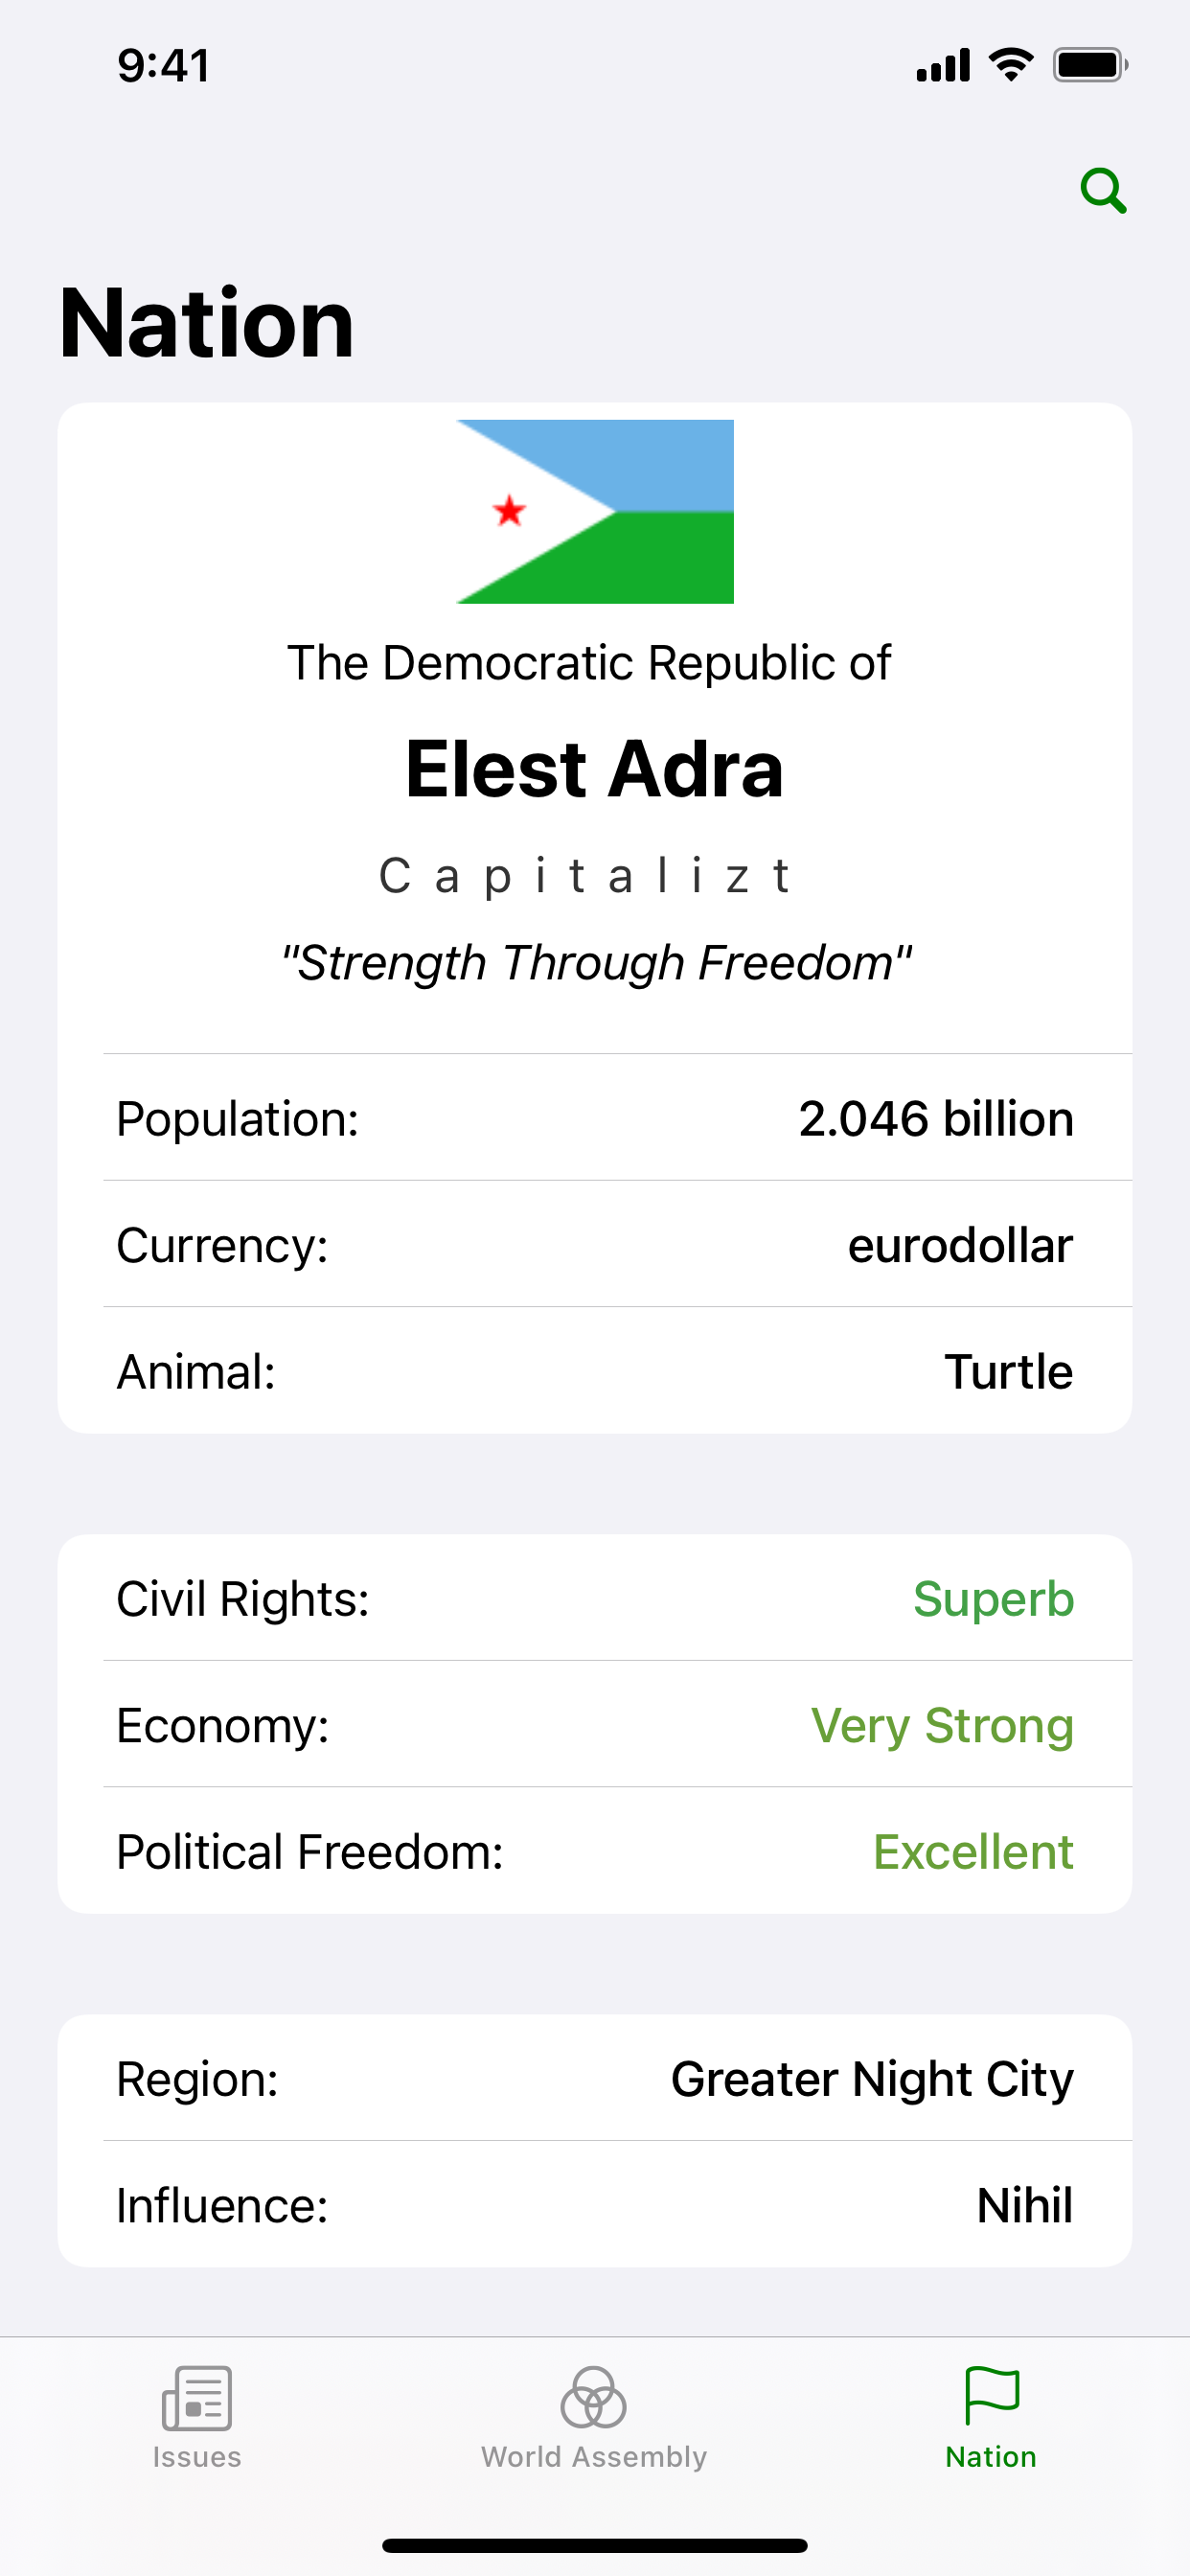 9:41
Nation
The Democratic Republic of
Elest Adra
Capitalizt
"Strength Through Freedom"
Population: 2.046 billion
Currency: eurodollar
Animal: Turtle
Civil Rights: Superb
Economy: Very Strong
Political Freedom: Excellent
Region: Greater Night City
Influence: Nihil
Issues World Assembly Nation